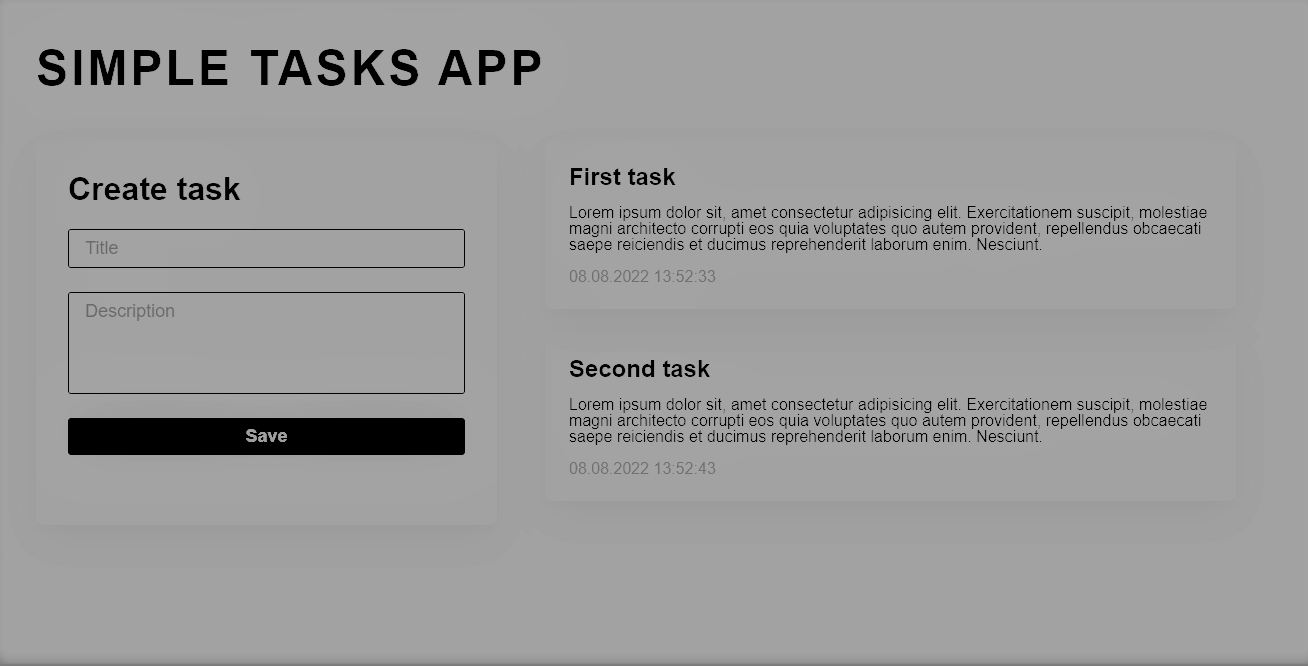 SIMPLE TASKS APP
Create task
Title
Description
Save
First task
Lorem ipsum dolor sit, amet consectetur adipisicing elit. Exercitationem suscipit, molestiae
magni architecto corrupti eos quia voluptates quo autem provident, repellendus obcaecati
saepe reiciendis et ducimus reprehenderit laborum enim. Nesciunt.
08.08.2022 13:52:33
Second task
Lorem ipsum dolor sit, amet consectetur adipisicing elit. Exercitationem suscipit, molestiae
magni architecto corrupti eos quia voluptates quo autem provident, repellendus obcaecati
saepe reiciendis et ducimus reprehenderit laborum enim. Nesciunt.
08.08.2022 13:52:43